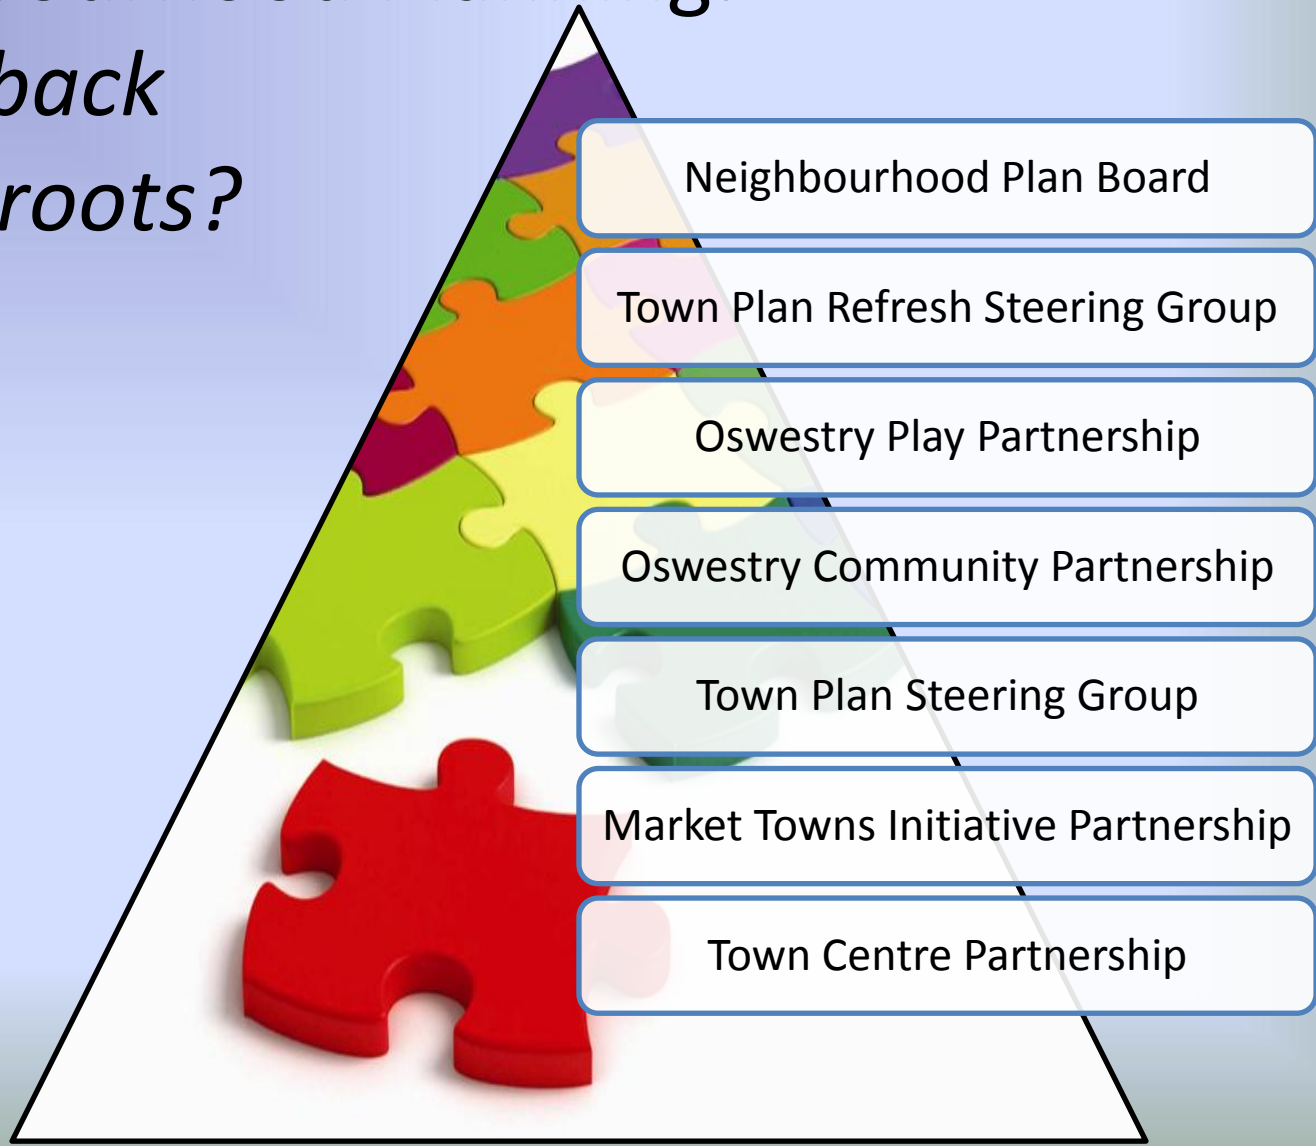 back
roots?
Neighbourhood Plan Board
Town Plan Refresh Steering Group
Oswestry Play Partnership
Oswestry Community Partnership
Town Plan Steering Group
Market Towns Initiative Partnership
Town Centre Partnership